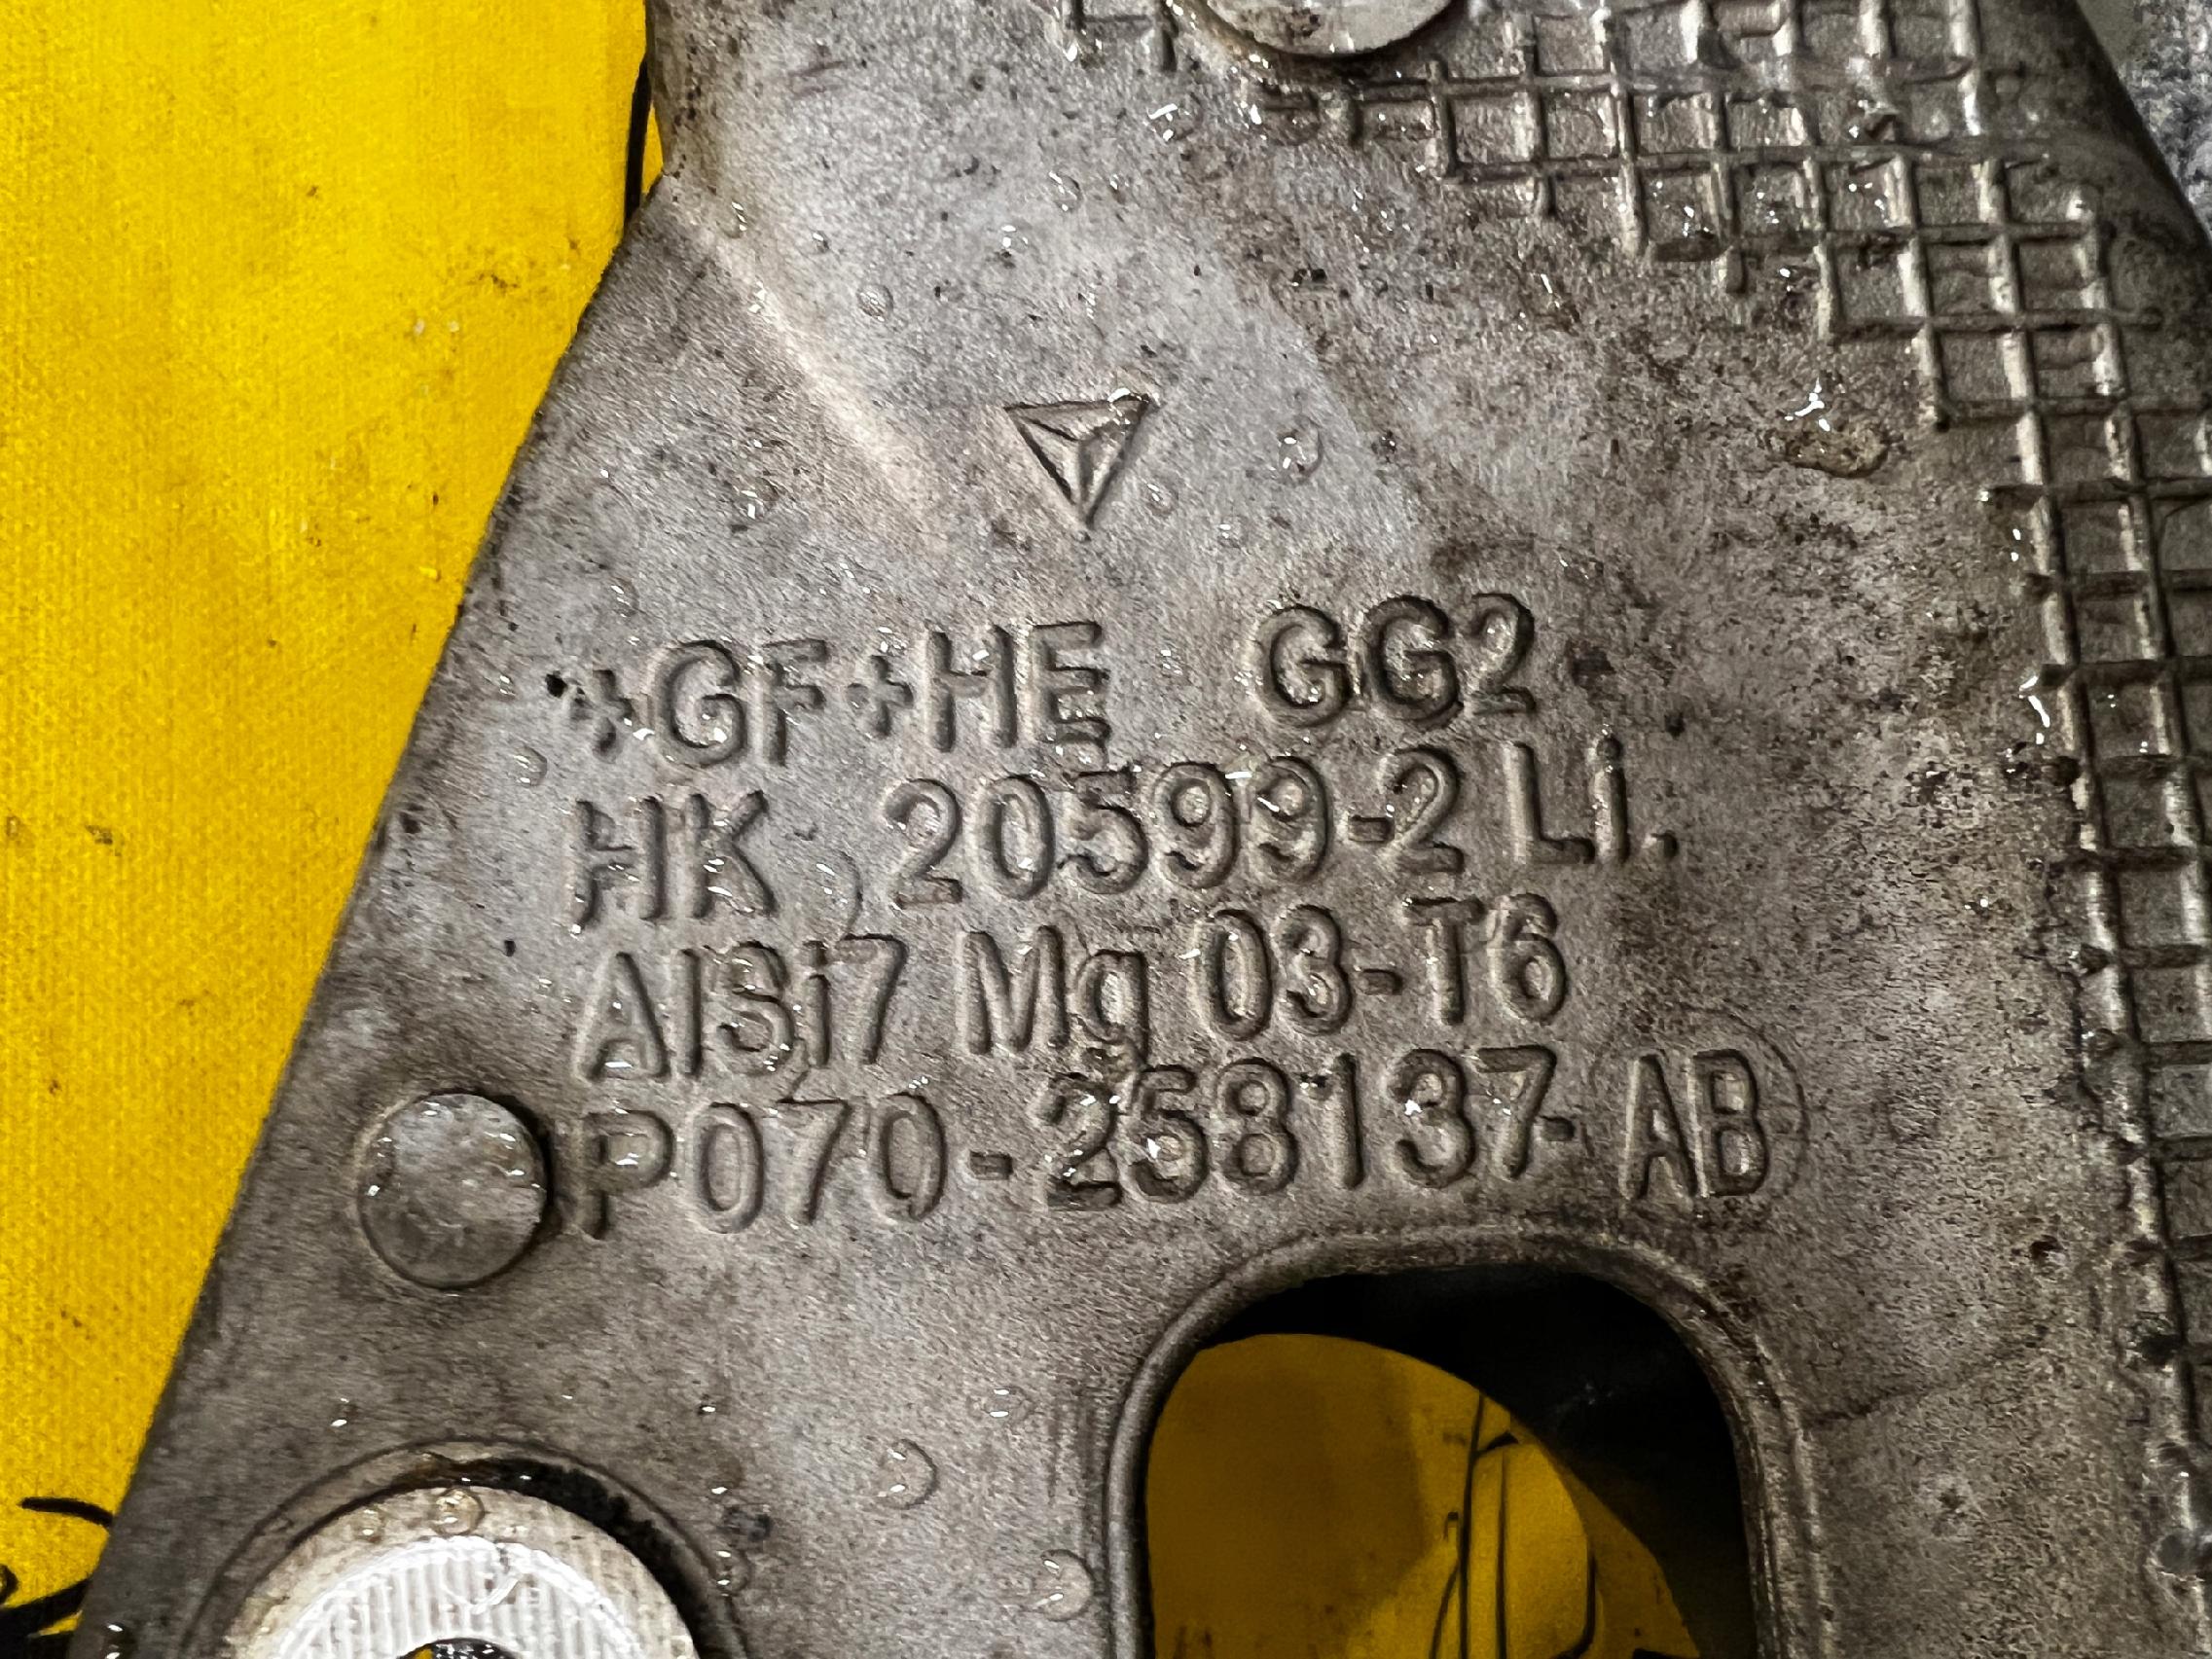 +GF+HE GG2
HK 20599-2 Li.
AlSi7 Mg 03-T6
P070-258137-AB